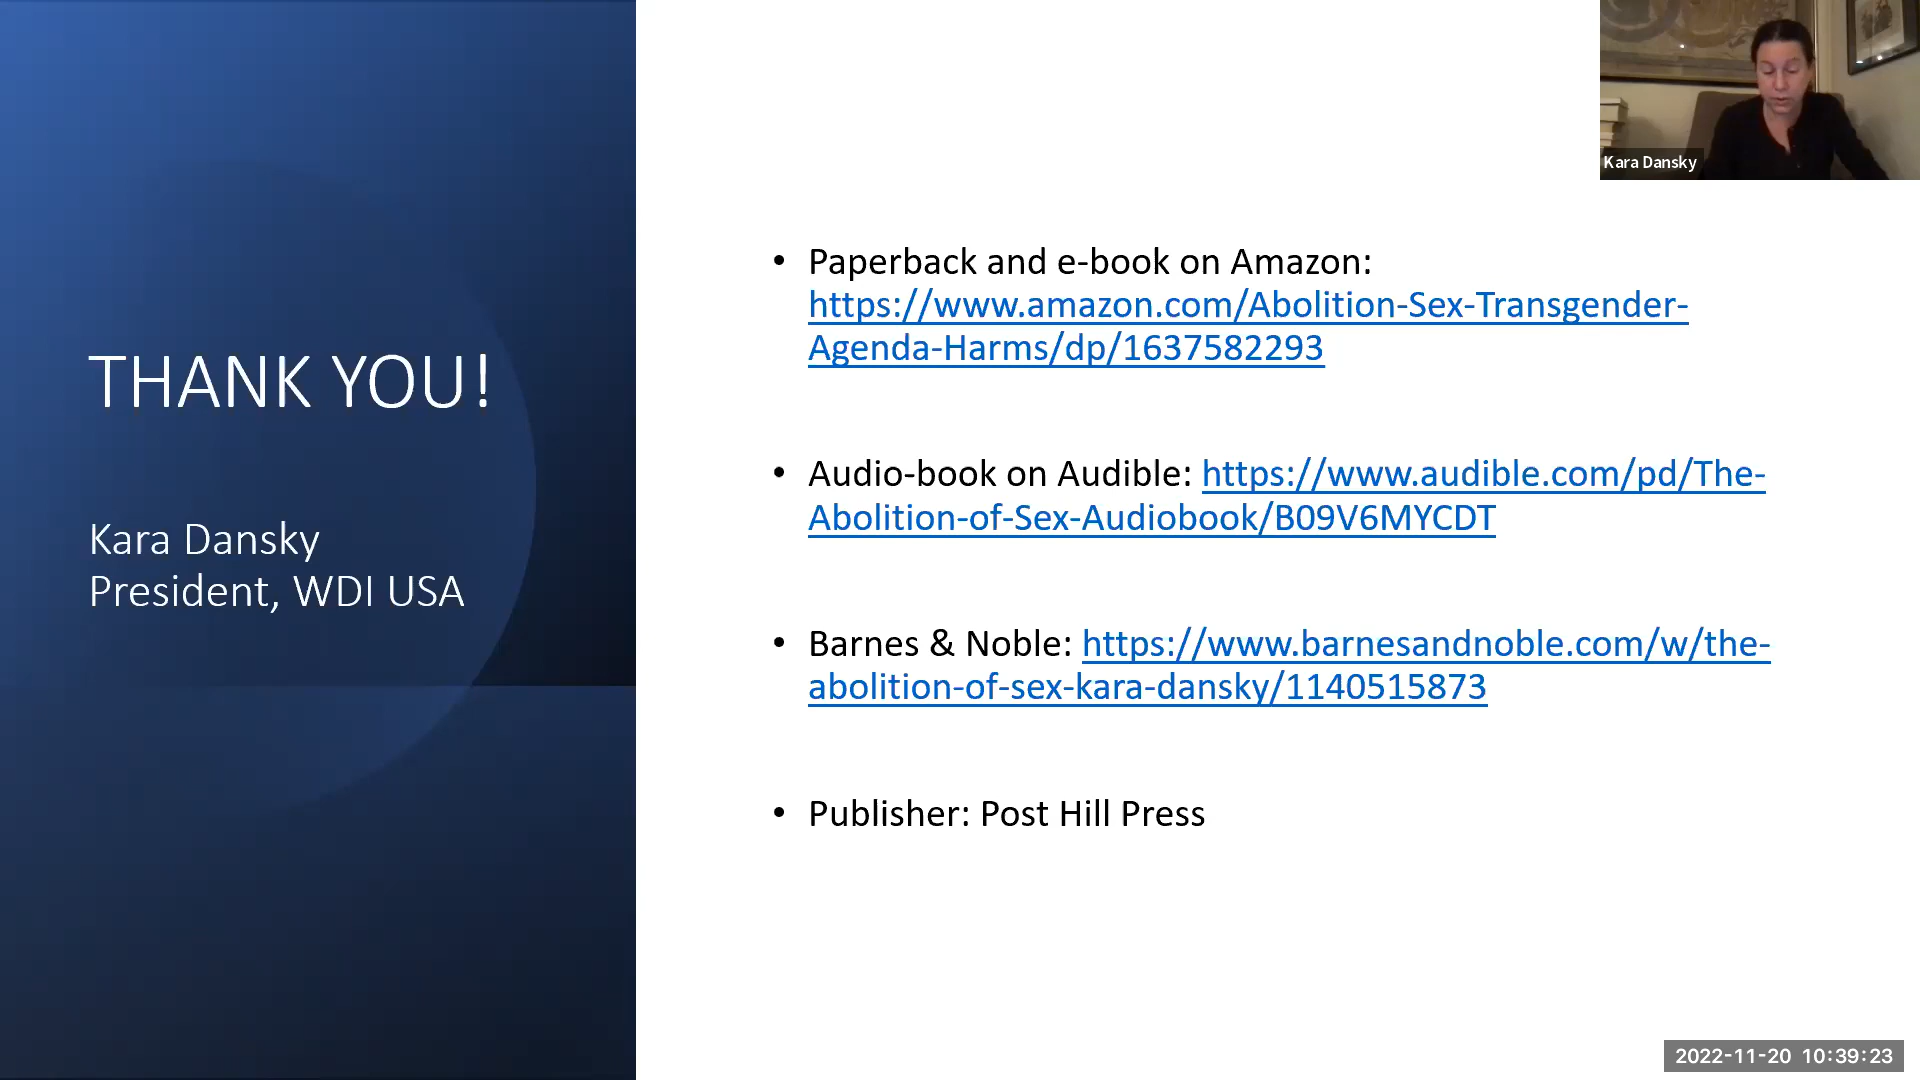 THANK YOU!
Kara Dansky
President, WDI USA
• Paperback and e-book on Amazon:
https://www.amazon.com/Abolition-Sex-Transgender-
Agenda-Harms/dp/1637582293
• Audio-book on Audible: https://www.audible.com/pd/The-
Abolition-of-Sex-Audiobook/B09V6MYCDT
• Barnes & Noble: https://www.barnesandnoble.com/w/the-
abolition-of-sex-kara-dansky/1140515873
• Publisher: Post Hill Press
Kara Dansky
2022-11-20 10:39:23